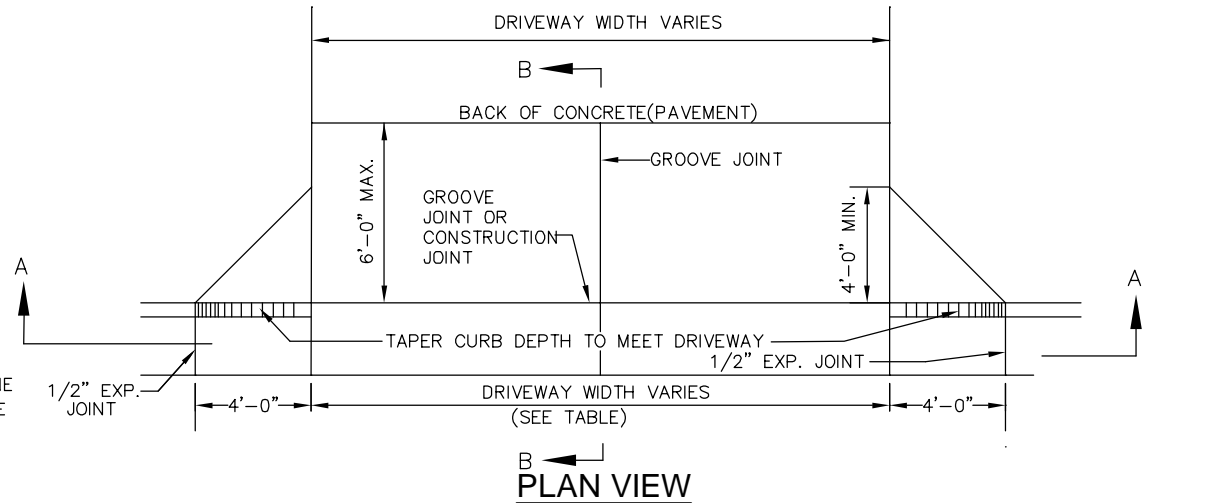 DRIVEWAY WIDTH VARIES
B
BACK OF CONCRETE(PAVEMENT)
GROOVE JOINT
6'-0" MAX.
GROOVE
JOINT OR
CONSTRUCTION
JOINT
4'-0" MIN.
A
A
TAPER CURB DEPTH TO MEET DRIVEWAY
1/2" EXP. JOINT
1/2" EXP.
JOINT
4'-0"
DRIVEWAY WIDTH VARIES
(SEE TABLE)
4'-0"
B
PLAN VIEW